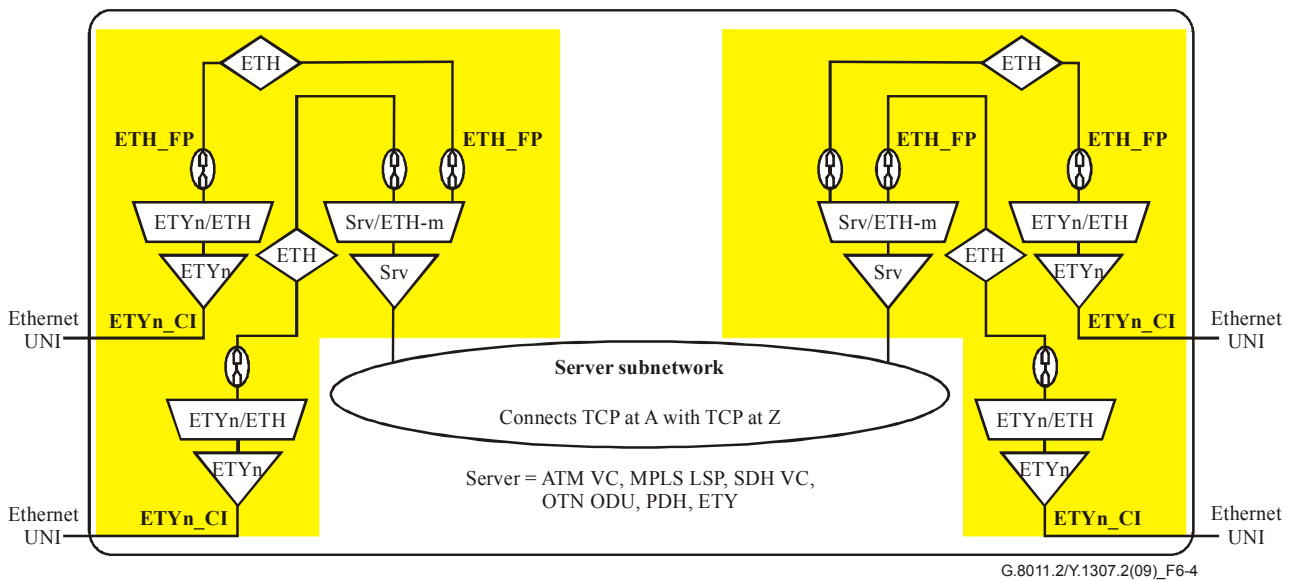 ETH
ETH
ETH_FP
ETH_FP
ETH_FP
ETH_FP
ETYn/ETH
Srv/ETH-m
Srv/ETH-m
ETYn/ETH
ETYn
ETH
Srv
Srv
ETH
ETYn
Ethernet
UNI
ETYn_CI
ETYn_CI
Ethernet
UNI
Server subnetwork
Connects TCP at A with TCP at Z
ETYn/ETH
ETYn/ETH
ETYn
ETYn
Server = ATM VC, MPLS LSP, SDH VC,
OTN ODU, PDH, ETY
Ethernet
UNI
ETYn_CI
ETYn_CI
Ethernet
UNI
G.8011.2/Y.1307.2(09)_F6-4